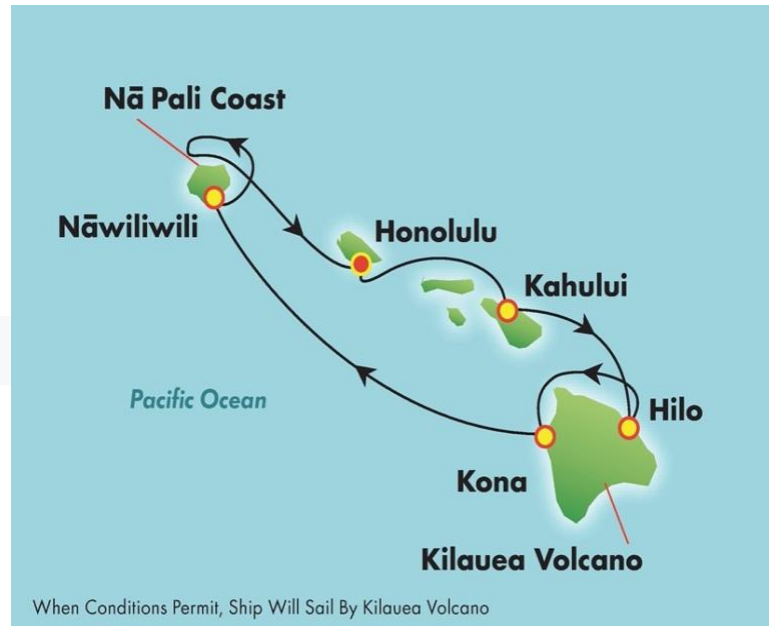 Nā Pali Coast
Nāwiliwili
Honolulu
Kahului
Pacific Ocean
Hilo
Kona
Kilauea Volcano
When Conditions Permit, Ship Will Sail By Kilauea Volcano